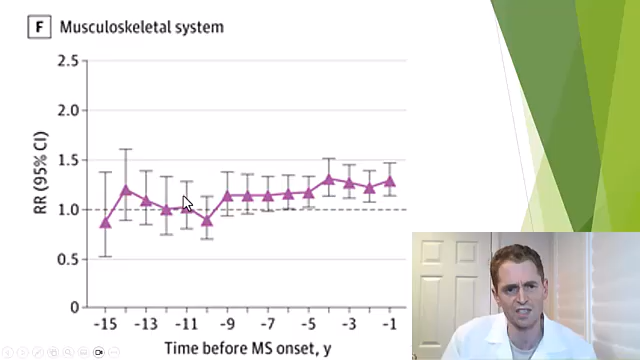 F Musculoskeletal system
2.5
2.0
1.5
1.0
0.5
0
RR (95% CI)
-15 -13 -11 -9 -7 -5 -3 -1
Time before MS onset, y